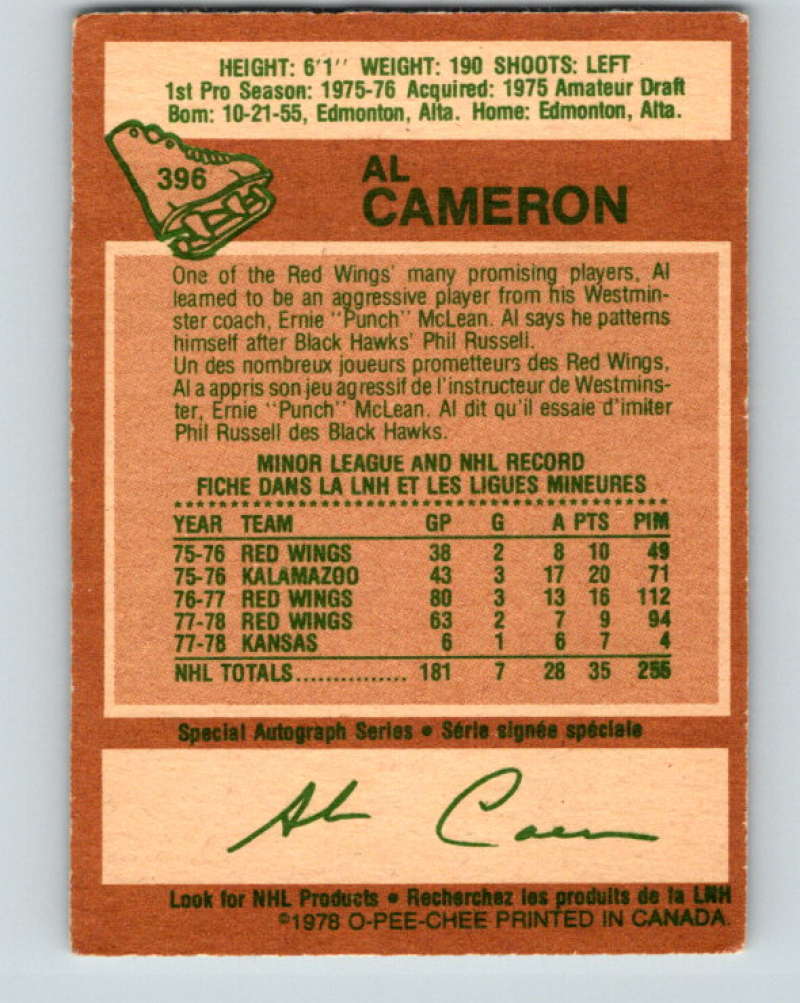 HEIGHT: 6'1'' WEIGHT: 190 SHOOTS: LEFT
1st Pro Season: 1975-76 Acquired: 1975 Amateur Draft
Born: 10-21-55, Edmonton, Alta. Home: Edmonton, Alta.
396
AL
CAMERON
One of the Red Wings' many promising players, Al
learned to be an aggressive player from his Westmin-
ster coach, Ernie "Punch" McLean. Al says he patterns
himself after Black Hawks' Phil Russell.
Un des nombreux joueurs prometteurs des Red Wings,
Al a appris son jeu agressif de l'instructeur de Westmins-
ter, Ernie "Punch" McLean. Al dit qu'il essaie d'imiter
Phil Russell des Black Hawks.
MINOR LEAGUE AND NHL RECORD
FICHE DANS LA LNH ET LES LIGUES MINEURES
YEAR TEAM GP G A PTS PIM
75-76 RED WINGS 38 2 8 10 49
75-76 KALAMAZOO 43 3 17 20 71
76-77 RED WINGS 80 3 13 16 112
77-78 RED WINGS 63 2 7 9 94
77-78 KANSAS 6 1 6 7 4
NHL TOTALS............... 181 7 28 35 255
Special Autograph Series • Série signée spéciale
Al Cameron
Look for NHL Products • Recherchez les produits de la LNH
©1978 O-PEE-CHEE PRINTED IN CANADA.